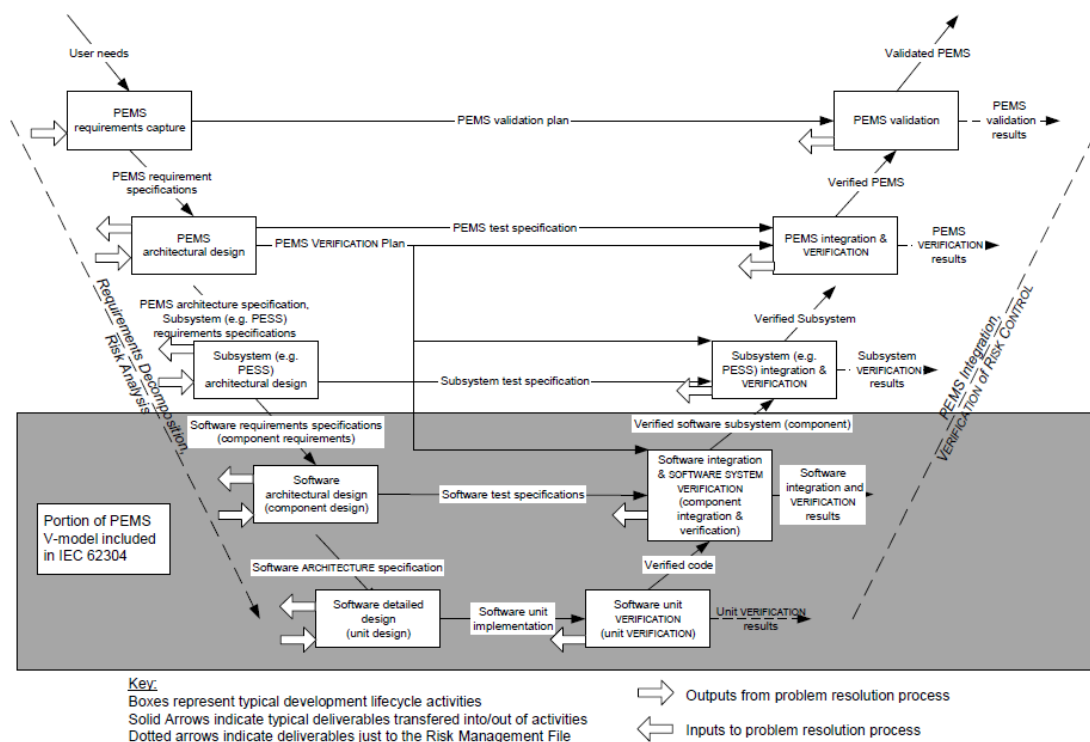 User needs
Validated PEMS
PEMS
requirements capture
PEMS validation plan
PEMS validation
PEMS
validation
results
PEMS requirement
specifications
Verified PEMS
PEMS
architectural design
PEMS test specification
PEMS VERIFICATION Plan
PEMS integration &
VERIFICATION
PEMS
VERIFICATION
results
PEMS architecture specification,
Subsystem (e.g. PESS)
requirements specifications
Verified Subsystem
Requirements Decomposition,
Risk Analysis
PEMS Integration,
VERIFICATION of RISK CONTROL
Subsystem (e.g.
PESS)
architectural design
Subsystem test specification
Subsystem (e.g.
PESS) integration &
VERIFICATION
Subsystem
VERIFICATION
results
Software requirements specifications
(component requirements)
Verified software subsystem (component)
Software
architectural design
(component design)
Software test specifications
Software integration
& SOFTWARE SYSTEM
VERIFICATION
(component
integration &
verification)
Software
integration and
VERIFICATION
results
Portion of PEMS
V-model included
in IEC 62304
Software ARCHITECTURE specification
Verified code
Software detailed
design
(unit design)
Software unit
implementation
Software unit
VERIFICATION
(unit VERIFICATION)
Unit VERIFICATION
results
Key:
Boxes represent typical development lifecycle activities
Solid Arrows indicate typical deliverables transfered into/out of activities
Dotted arrows indicate deliverables just to the Risk Management File
Outputs from problem resolution process
Inputs to problem resolution process